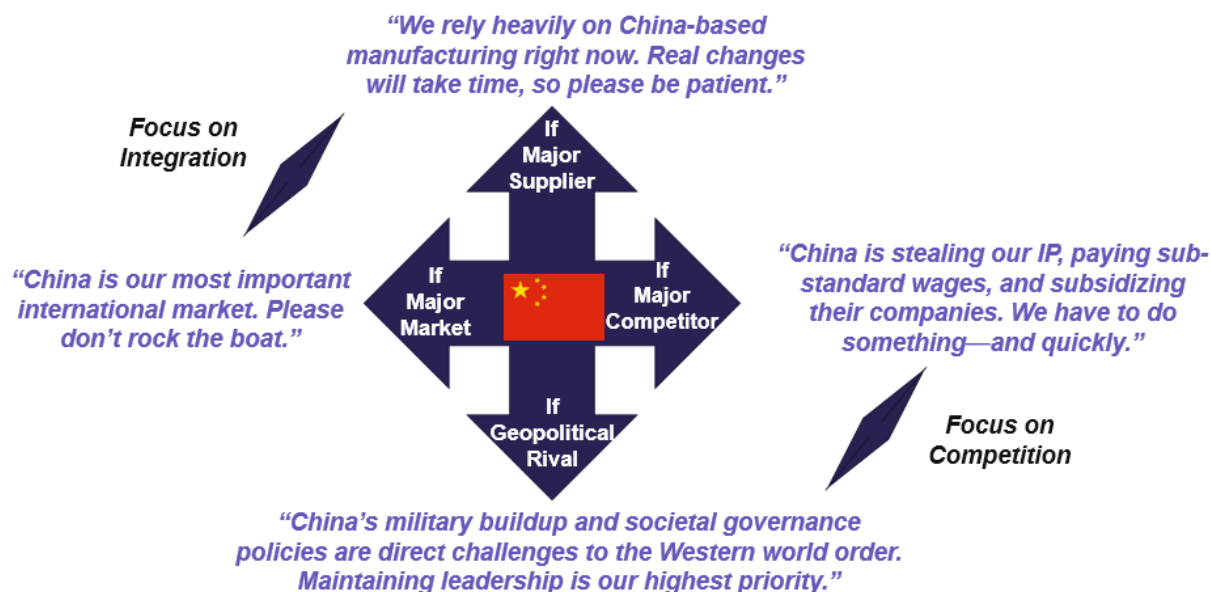 “We rely heavily on China-based
manufacturing right now. Real changes
will take time, so please be patient.”
Focus on
Integration
If
Major
Supplier
“China is our most important
international market. Please
don’t rock the boat.”
If
Major
Market
If
Major
Competitor
“China is stealing our IP, paying sub-
standard wages, and subsidizing
their companies. We have to do
something—and quickly.”
If
Geopolitical
Rival
Focus on
Competition
“China’s military buildup and societal governance
policies are direct challenges to the Western world order.
Maintaining leadership is our highest priority.”